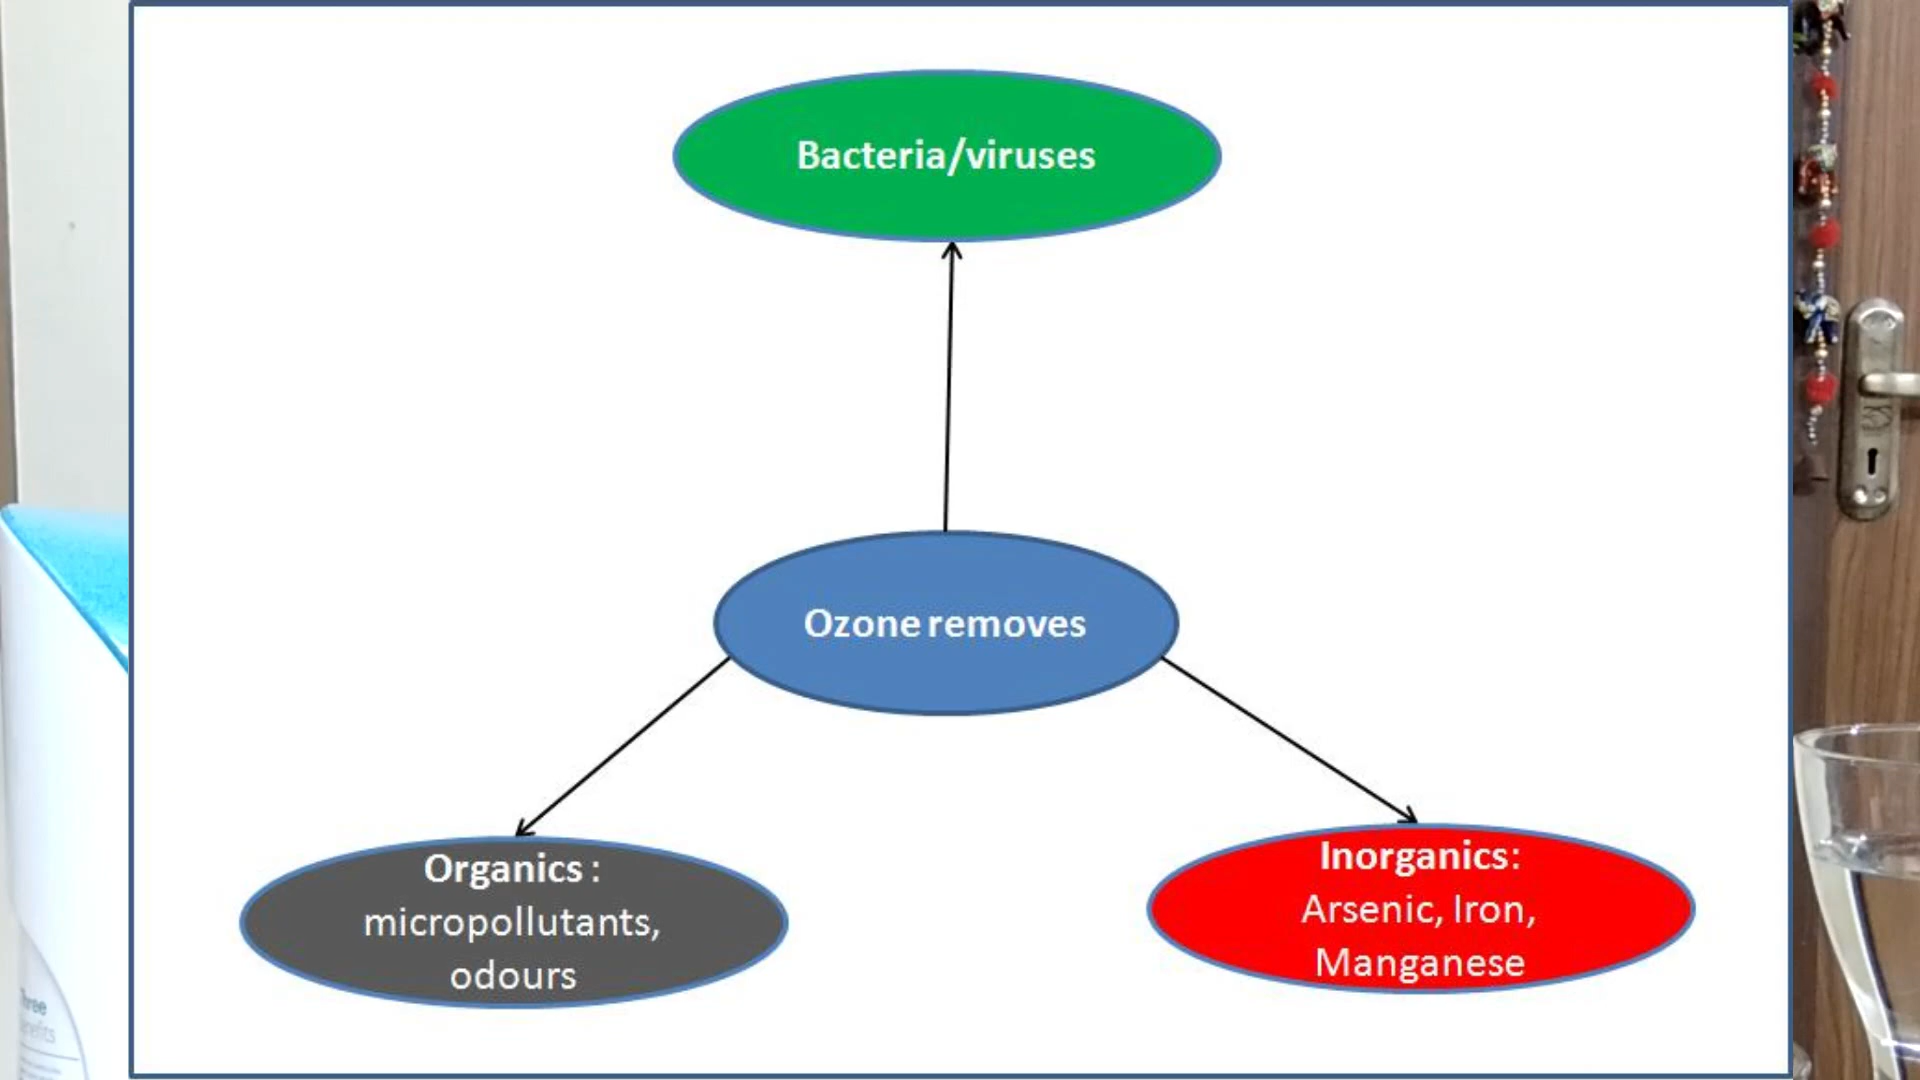 Bacteria/viruses
Ozone removes
Organics :
micropollutants,
odours
Inorganics:
Arsenic, Iron,
Manganese